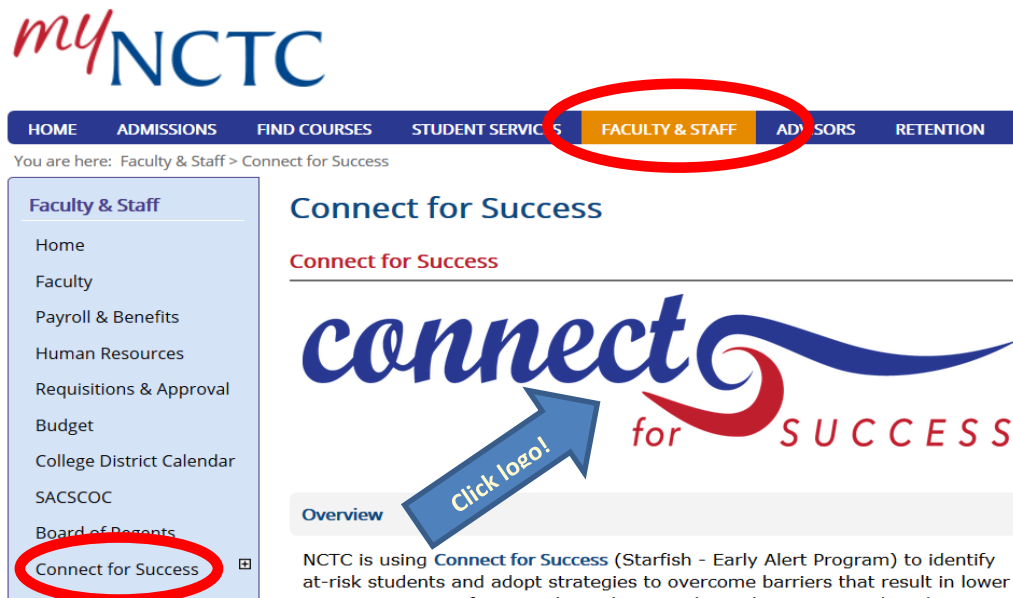 myNCTC
HOME ADMISSIONS FIND COURSES STUDENT SERVICES FACULTY & STAFF ADVISORS RETENTION
You are here: Faculty & Staff > Connect for Success
Faculty & Staff
Home
Faculty
Payroll & Benefits
Human Resources
Requisitions & Approval
Budget
College District Calendar
SACSCOC
Board of Regents
Connect for Success
Connect for Success
Connect for Success
connect
for SUCCESS
Click logo!
Overview
NCTC is using Connect for Success (Starfish - Early Alert Program) to identify
at-risk students and adopt strategies to overcome barriers that result in lower